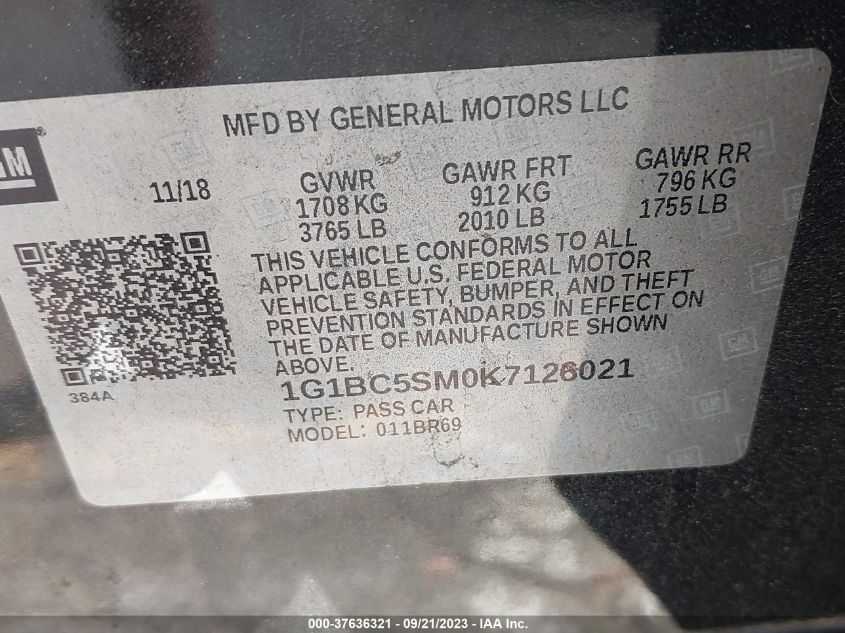 MFD BY GENERAL MOTORS LLC
GM®
11/18 GVWR GAWR FRT GAWR RR
1708 KG 912 KG 796 KG
3765 LB 2010 LB 1755 LB
THIS VEHICLE CONFORMS TO ALL
APPLICABLE U.S. FEDERAL MOTOR
VEHICLE SAFETY, BUMPER, AND THEFT
PREVENTION STANDARDS IN EFFECT ON
THE DATE OF MANUFACTURE SHOWN
ABOVE.
384A
1G1BC5SM0K7126021
TYPE: PASS CAR
MODEL: 011BR69
000-37636321 - 09/21/2023 - IAA Inc.